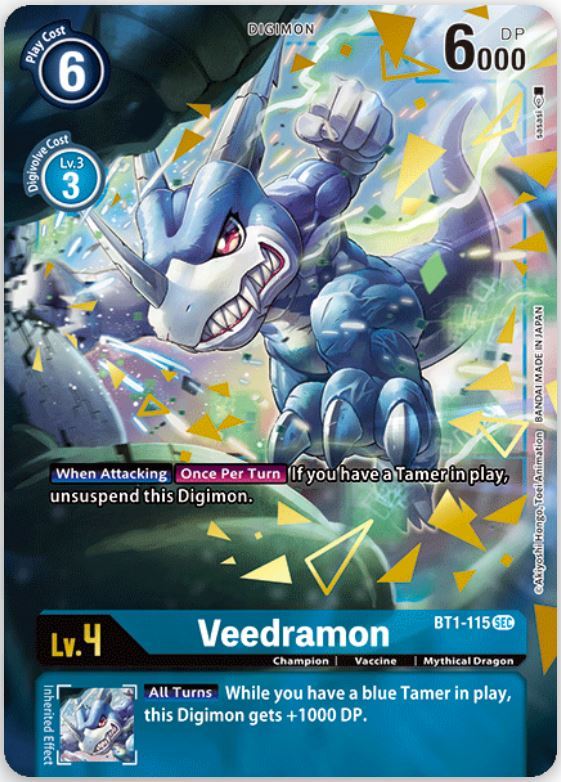 Play Cost
6
DIGIMON
DP
6000
Digivolve Cost
Lv.3
3
sasasi
When Attacking Once Per Turn If you have a Tamer in play,
unsuspend this Digimon.
©Akiyoshi Hongo, Toei Animation BANDAI MADE IN JAPAN
Lv.4
Veedramon
BT1-115 SEC
Champion | Vaccine | Mythical Dragon
Inherited Effect
All Turns While you have a blue Tamer in play,
this Digimon gets +1000 DP.